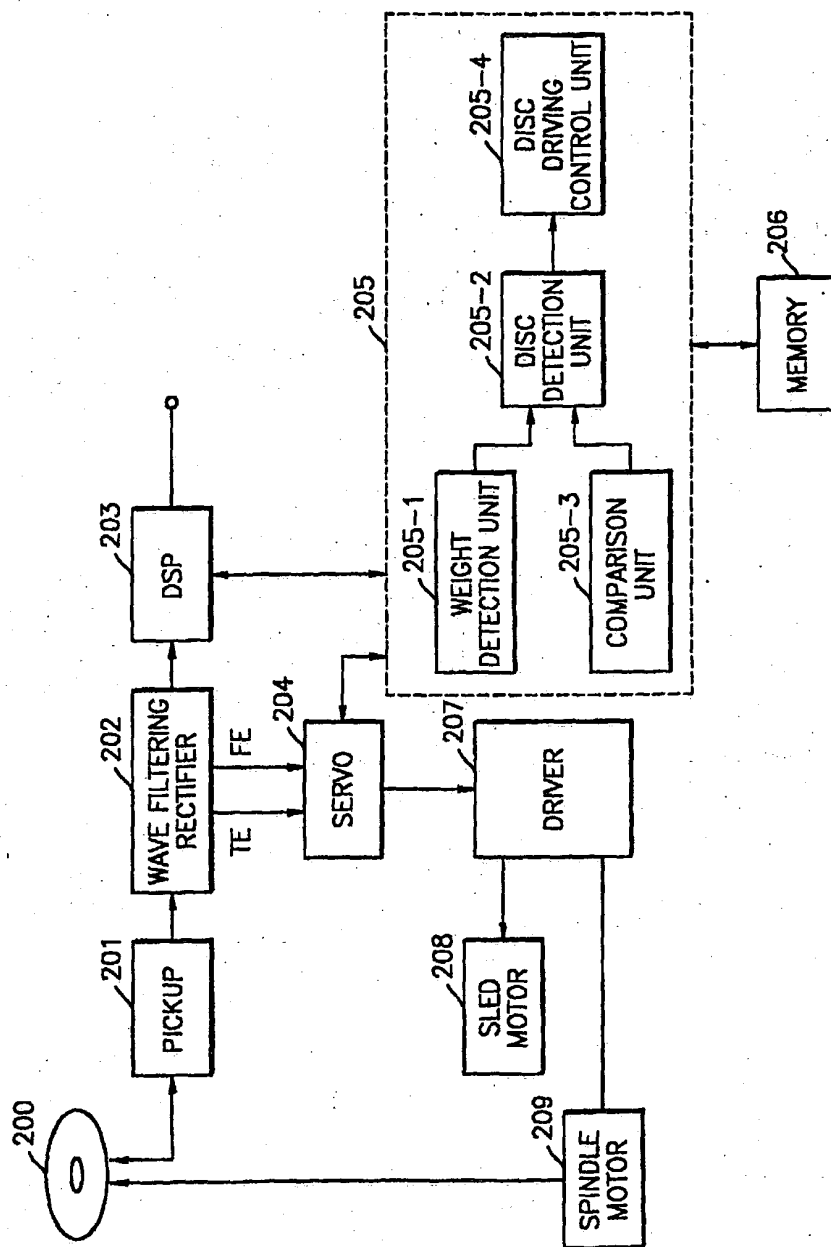 200
201
PICKUP
202
WAVE FILTERING
RECTIFIER
203
DSP
TE
FE
204
SERVO
205
205-1
WEIGHT
DETECTION UNIT
205-2
DISC
DETECTION
UNIT
205-3
COMPARISON
UNIT
205-4
DISC
DRIVING
CONTROL UNIT
206
MEMORY
207
DRIVER
208
SLED
MOTOR
209
SPINDLE
MOTOR